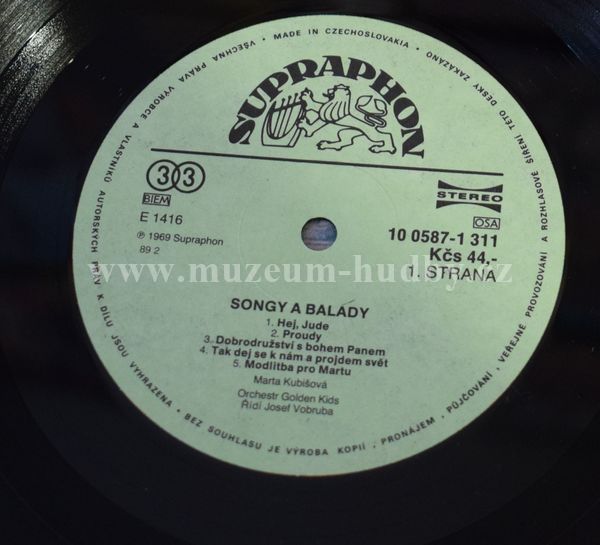 MADE IN CZECHOSLOVAKIA • VŠECHNA PRÁVA VÝROBCE A VLASTNÍKŮ AUTORSKÝCH PRÁV K DÍLU JSOU VYHRAZENA • BEZ SOUHLASU JE VÝROBA KOPIÍ, PRONÁJEM, PŮJČOVÁNÍ, VEŘEJNÉ PROVOZOVÁNÍ A ROZHLASOVÉ ŠÍŘENÍ TÉTO DESKY ZAKÁZÁNO •
SUPRAPHON
33
BIEM
E 1416
℗ 1969 Supraphon
89 2
STEREO
OSA
10 0587-1 311
Kčs 44,-
1. STRANA
www.muzeum-hudby.cz
SONGY A BALADY
1. Hej, Jude
2. Proudy
3. Dobrodružství s bohem Panem
4. Tak dej se k nám a projdem svět
5. Modlitba pro Martu
Marta Kubišová
Orchestr Golden Kids
Řídí Josef Vobruba